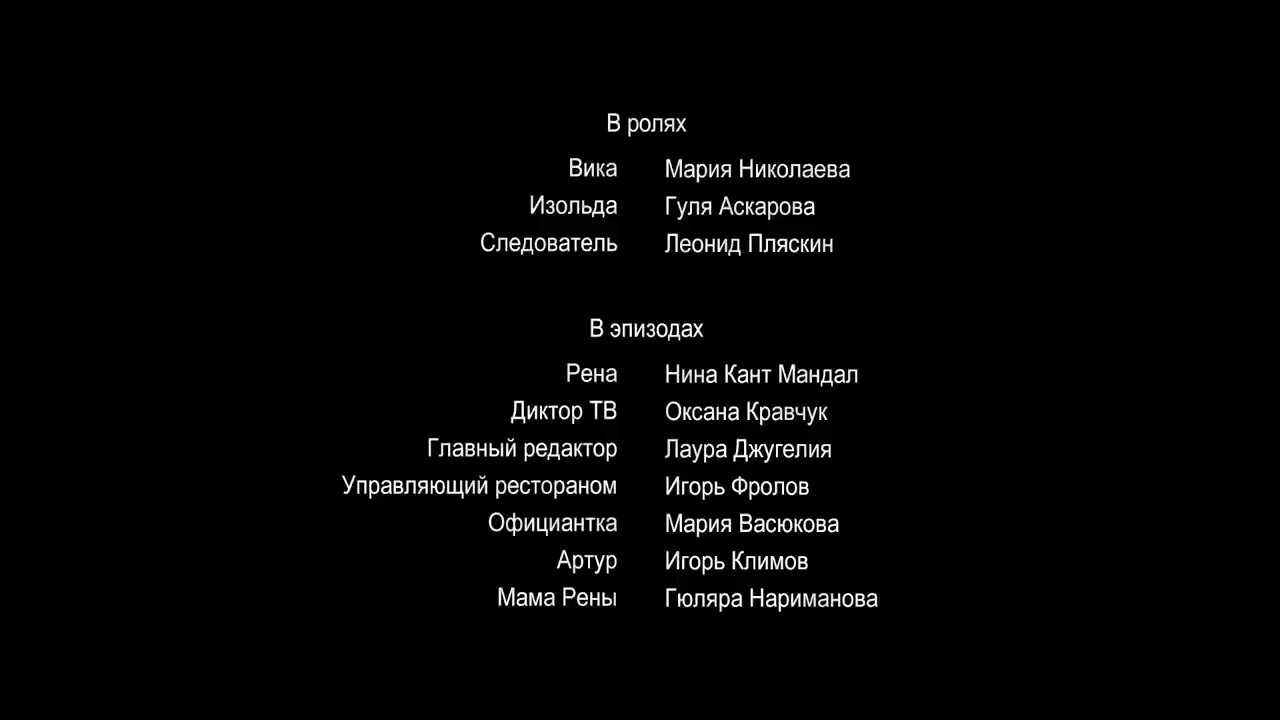 В ролях
Вика Мария Николаева
Изольда Гуля Аскарова
Следователь Леонид Пляскин
В эпизодах
Рена Нина Кант Мандал
Диктор ТВ Оксана Кравчук
Главный редактор Лаура Джугелия
Управляющий рестораном Игорь Фролов
Официантка Мария Васюкова
Артур Игорь Климов
Мама Рены Гюляра Нариманова